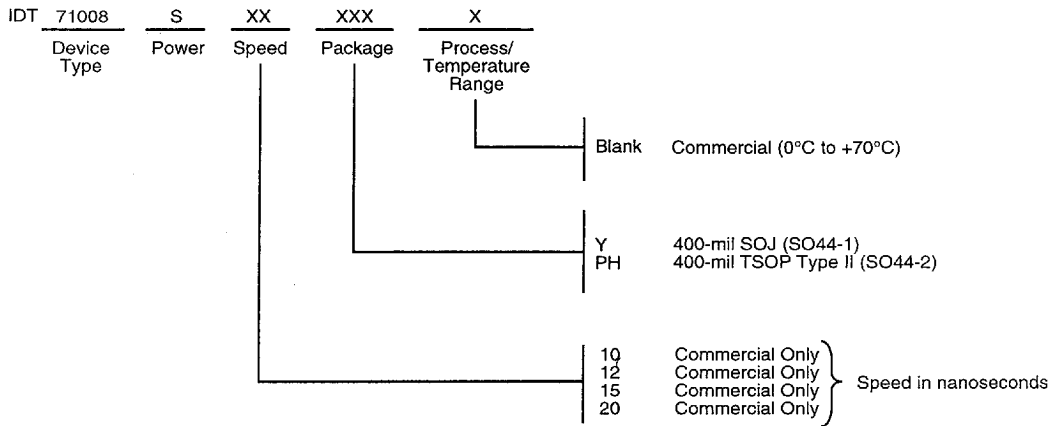 IDT 71008 S XX XXX X
Device Type Power Speed Package Process/ Temperature Range
Blank Commercial (0°C to +70°C)
Y 400-mil SOJ (SO44-1)
PH 400-mil TSOP Type II (SO44-2)
10 Commercial Only
12 Commercial Only
15 Commercial Only
20 Commercial Only
Speed in nanoseconds